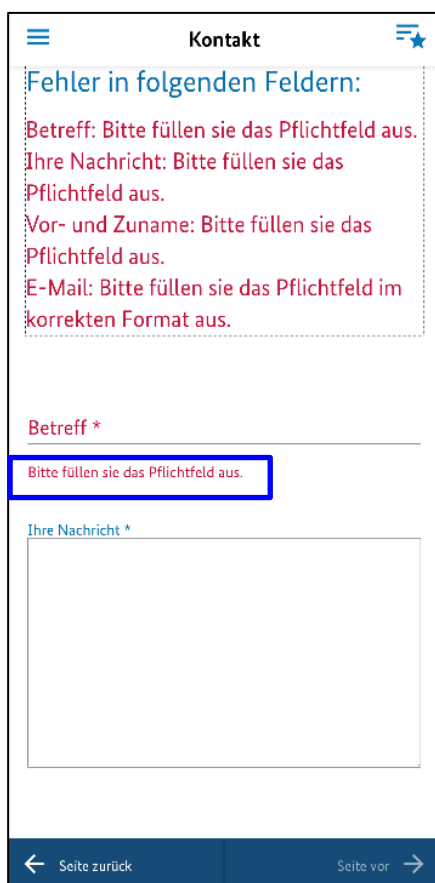 Kontakt
Fehler in folgenden Feldern:
Betreff: Bitte füllen sie das Pflichtfeld aus.
Ihre Nachricht: Bitte füllen sie das
Pflichtfeld aus.
Vor- und Zuname: Bitte füllen sie das
Pflichtfeld aus.
E-Mail: Bitte füllen sie das Pflichtfeld im
korrekten Format aus.
Betreff *
Bitte füllen sie das Pflichtfeld aus.
Ihre Nachricht *
Seite zurück
Seite vor